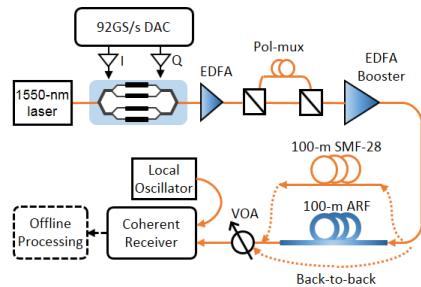 92GS/s DAC
I
Q
EDFA
Pol-mux
EDFA
Booster
1550-nm
laser
100-m SMF-28
Local
Oscillator
100-m ARF
VOA
Offline
Processing
Coherent
Receiver
Back-to-back